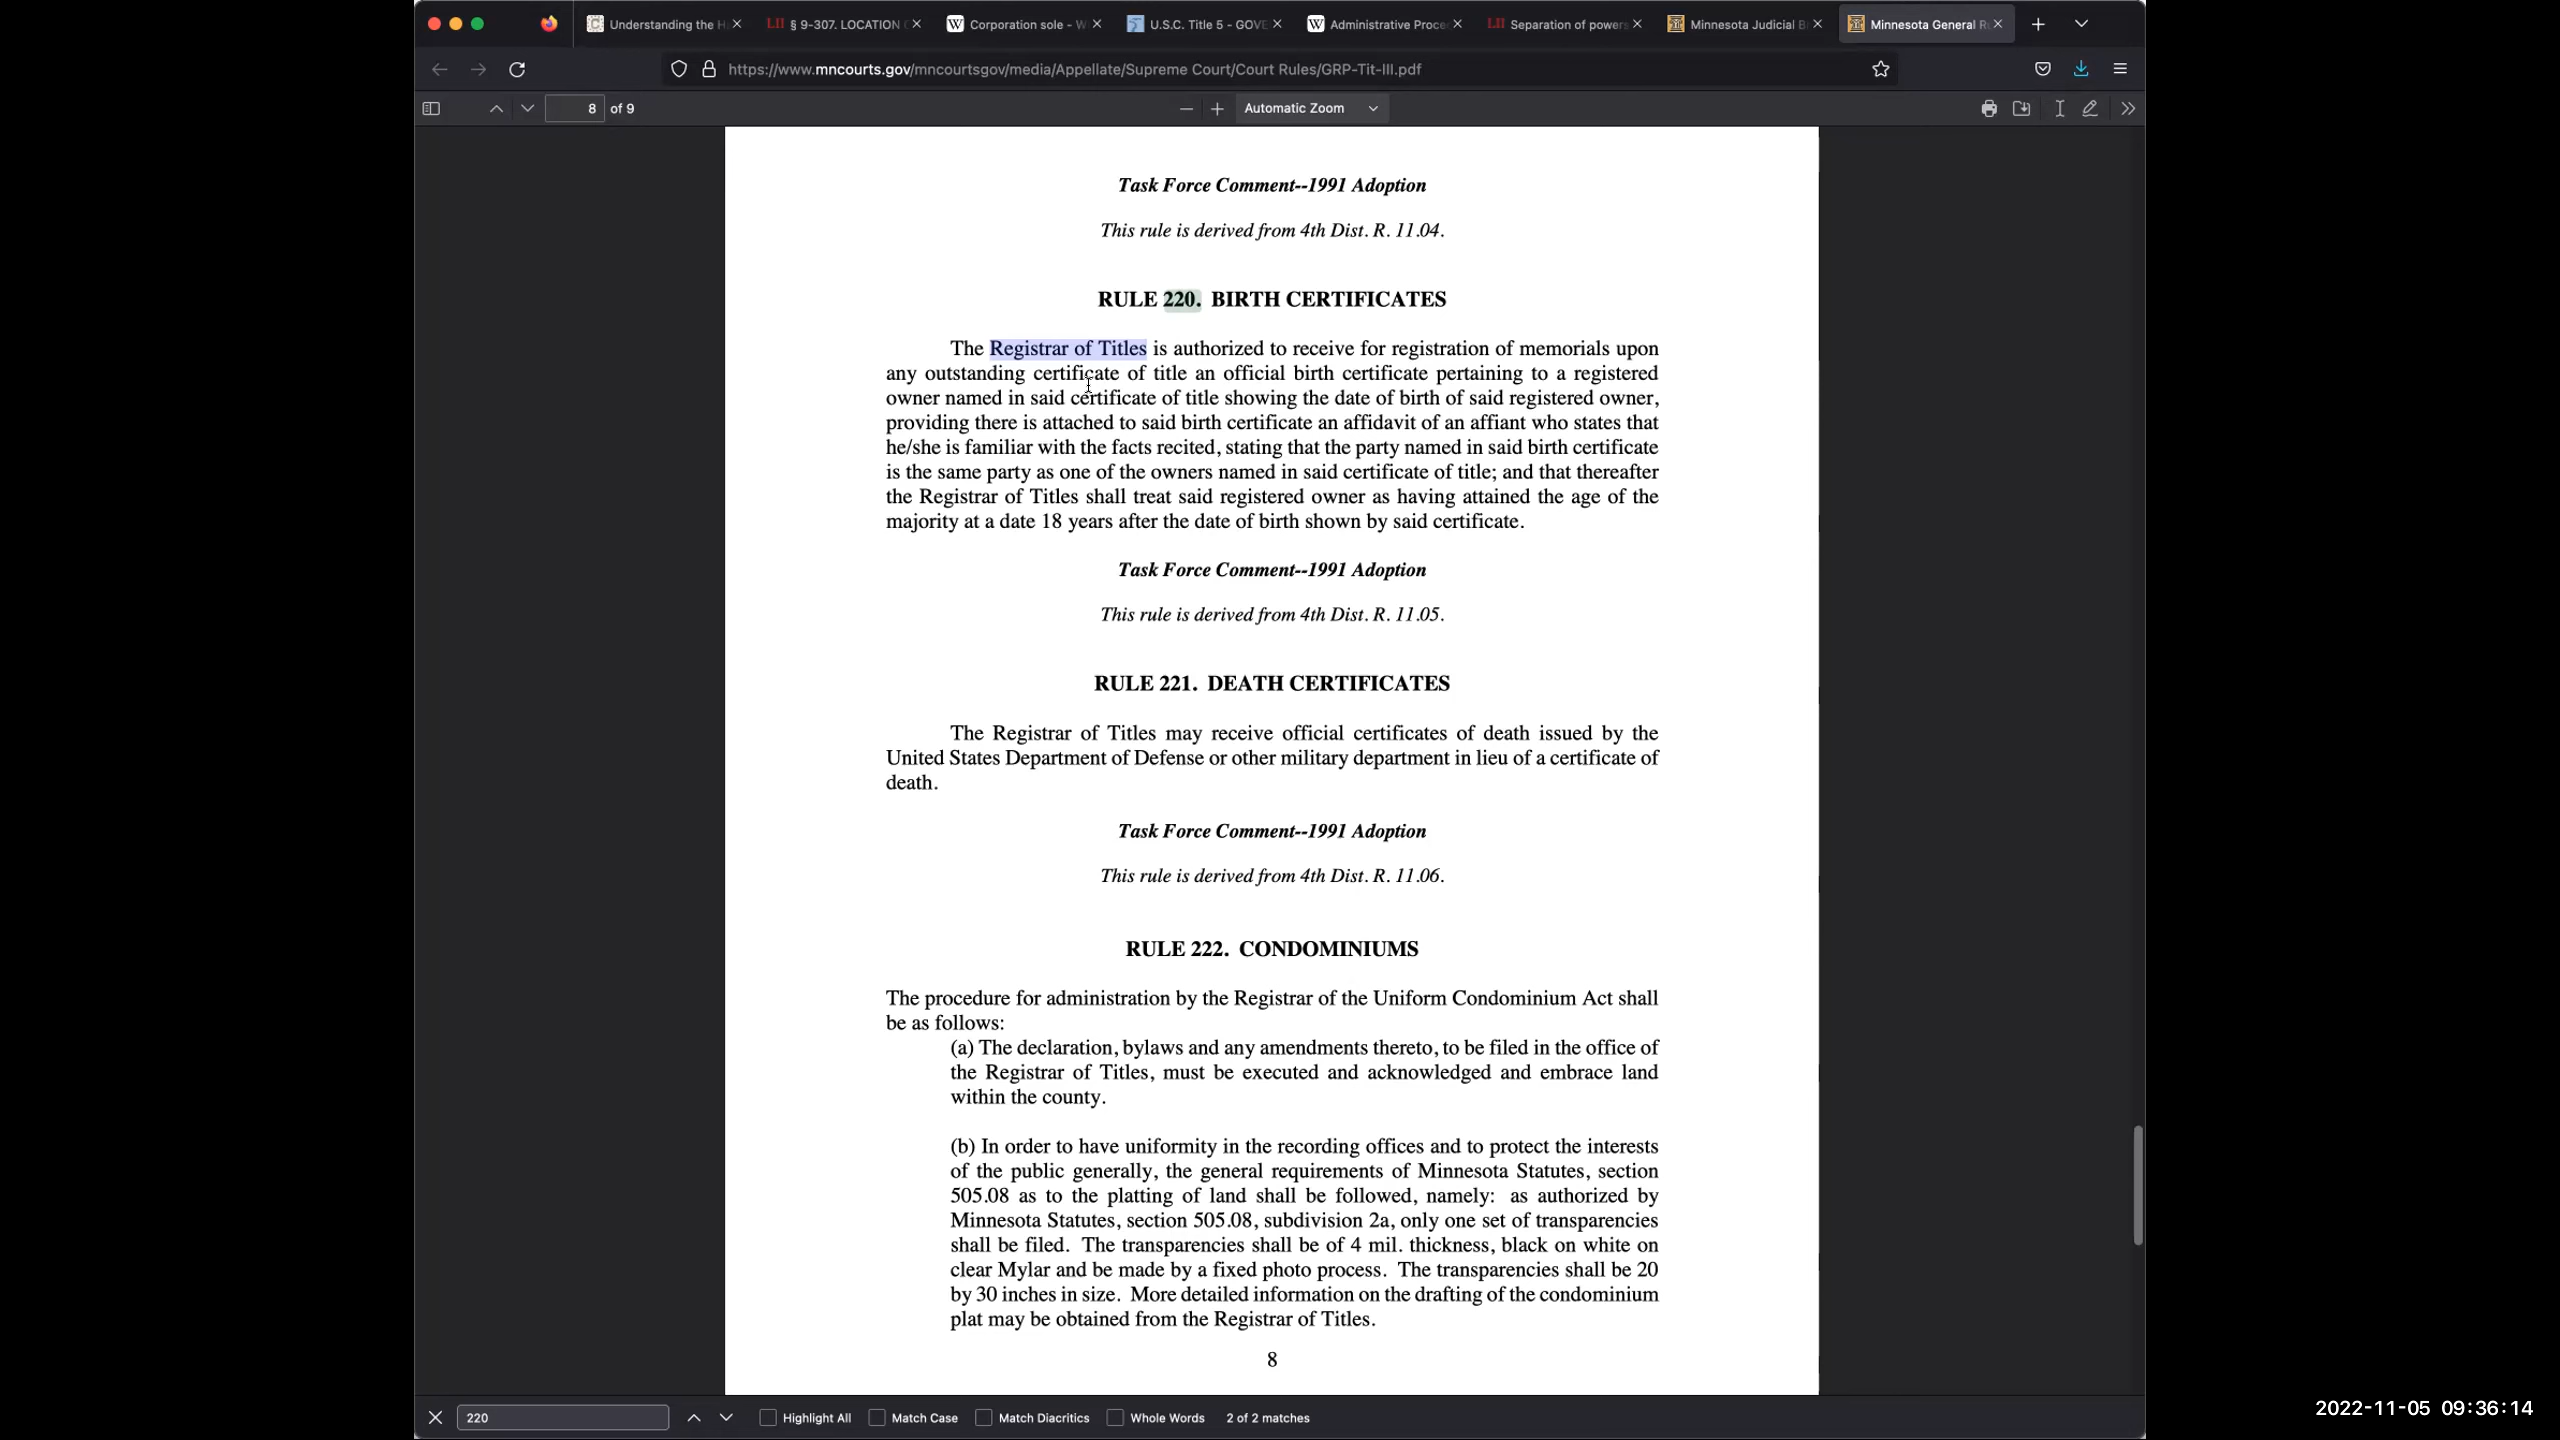 Understanding the H
§ 9-307. LOCATION
Corporation sole - W
U.S.C. Title 5 - GOVE
Administrative Proce
Separation of powers
Minnesota Judicial B
Minnesota General R
https://www.mncourts.gov/mncourtsgov/media/Appellate/Supreme Court/Court Rules/GRP-Tit-III.pdf
8 of 9
Automatic Zoom
Task Force Comment--1991 Adoption
This rule is derived from 4th Dist. R. 11.04.
RULE 220. BIRTH CERTIFICATES
The Registrar of Titles is authorized to receive for registration of memorials upon
any outstanding certificate of title an official birth certificate pertaining to a registered
owner named in said certificate of title showing the date of birth of said registered owner,
providing there is attached to said birth certificate an affidavit of an affiant who states that
he/she is familiar with the facts recited, stating that the party named in said birth certificate
is the same party as one of the owners named in said certificate of title; and that thereafter
the Registrar of Titles shall treat said registered owner as having attained the age of the
majority at a date 18 years after the date of birth shown by said certificate.
Task Force Comment--1991 Adoption
This rule is derived from 4th Dist. R. 11.05.
RULE 221. DEATH CERTIFICATES
The Registrar of Titles may receive official certificates of death issued by the
United States Department of Defense or other military department in lieu of a certificate of
death.
Task Force Comment--1991 Adoption
This rule is derived from 4th Dist. R. 11.06.
RULE 222. CONDOMINIUMS
The procedure for administration by the Registrar of the Uniform Condominium Act shall
be as follows:
(a) The declaration, bylaws and any amendments thereto, to be filed in the office of
the Registrar of Titles, must be executed and acknowledged and embrace land
within the county.
(b) In order to have uniformity in the recording offices and to protect the interests
of the public generally, the general requirements of Minnesota Statutes, section
505.08 as to the platting of land shall be followed, namely: as authorized by
Minnesota Statutes, section 505.08, subdivision 2a, only one set of transparencies
shall be filed. The transparencies shall be of 4 mil. thickness, black on white on
clear Mylar and be made by a fixed photo process. The transparencies shall be 20
by 30 inches in size. More detailed information on the drafting of the condominium
plat may be obtained from the Registrar of Titles.
8
220
Highlight All
Match Case
Match Diacritics
Whole Words
2 of 2 matches
2022-11-05 09:36:14